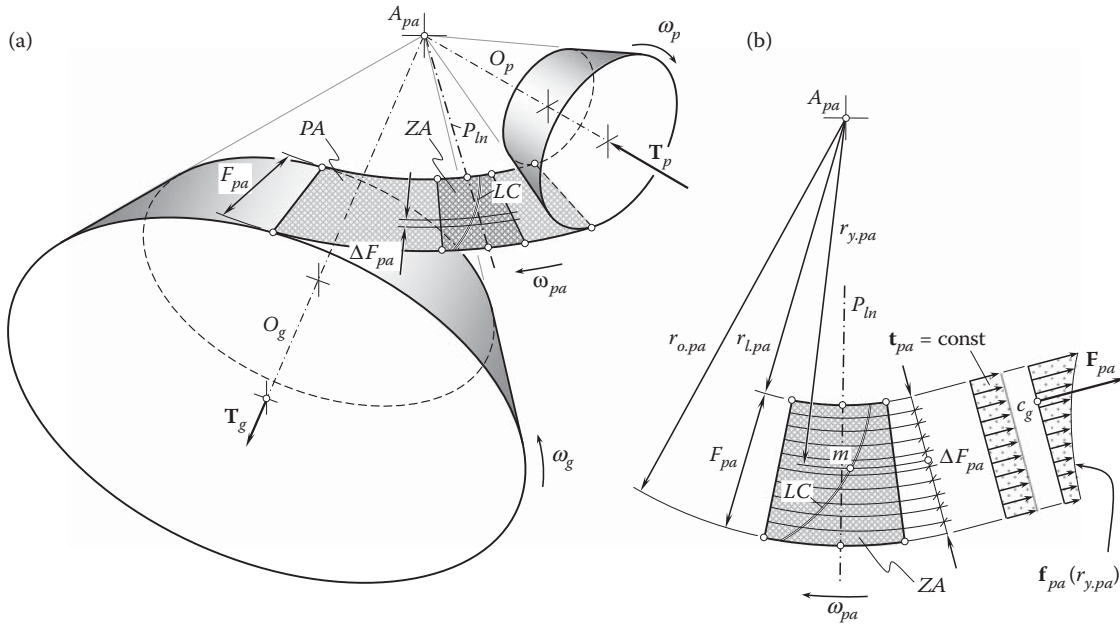 (a)
A_pa
ω_p
O_p
PA
ZA
P_ln
T_p
F_pa
LC
ΔF_pa
ω_pa
O_g
T_g
ω_g
(b)
A_pa
r_y.pa
P_ln
r_o.pa
r_l.pa
t_pa = const
F_pa
c_g
F_pa
m
ΔF_pa
LC
f_pa (r_y.pa)
ZA
ω_pa